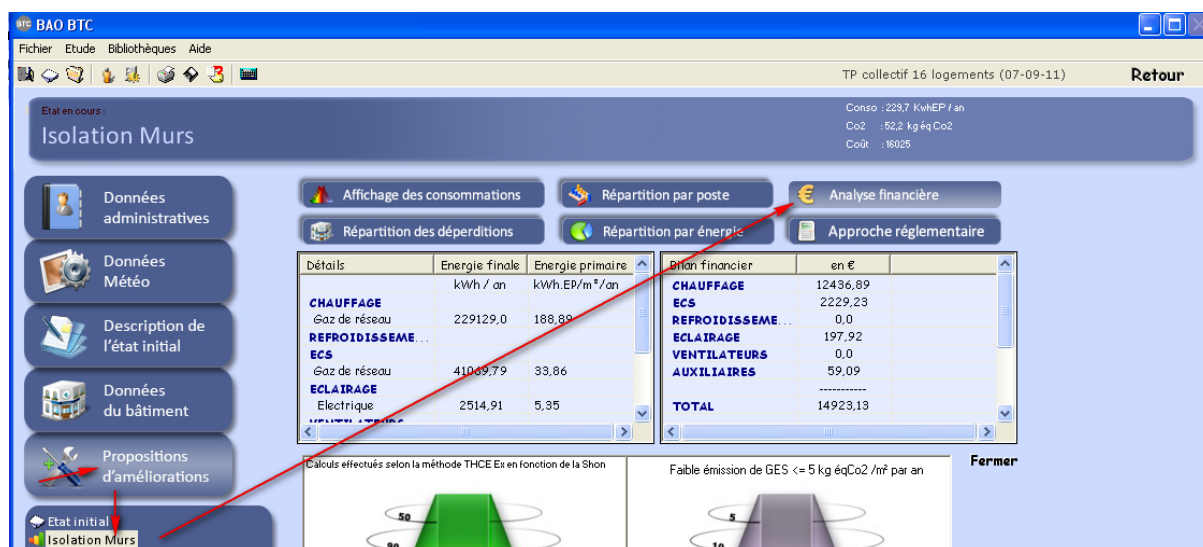 BTC BAO BTC
Fichier Etude Bibliothèques Aide
TP collectif 16 logements (07-09-11) Retour
Etat en cours :
Isolation Murs
Conso : 229,7 KwhEP / an
Co2 : 52,2 kg éq Co2
Coût : 16025
Données
administratives
Données
Météo
Description de
l'état initial
Données
du bâtiment
Propositions
d'améliorations
Etat initial
Isolation Murs
Affichage des consommations
Répartition par poste
€ Analyse financière
Répartition des déperditions
Répartition par énergie
Approche réglementaire
Détails Energie finale Energie primaire
kWh / an kWh.EP/m²/an
CHAUFFAGE
Gaz de réseau 229129,0 188,89
REFROIDISSEME...
ECS
Gaz de réseau 41069,79 33,86
ECLAIRAGE
Electrique 2514,91 5,35
Bilan financier en €
CHAUFFAGE 12436,89
ECS 2229,23
REFROIDISSEME... 0,0
ECLAIRAGE 197,92
VENTILATEURS 0,0
AUXILIAIRES 59,09
-----------
TOTAL 14923,13
Fermer
Calculs effectués selon la méthode THCE Ex en fonction de la Shon
50
90
Faible émission de GES <= 5 kg éqCo2 /m² par an
5
10